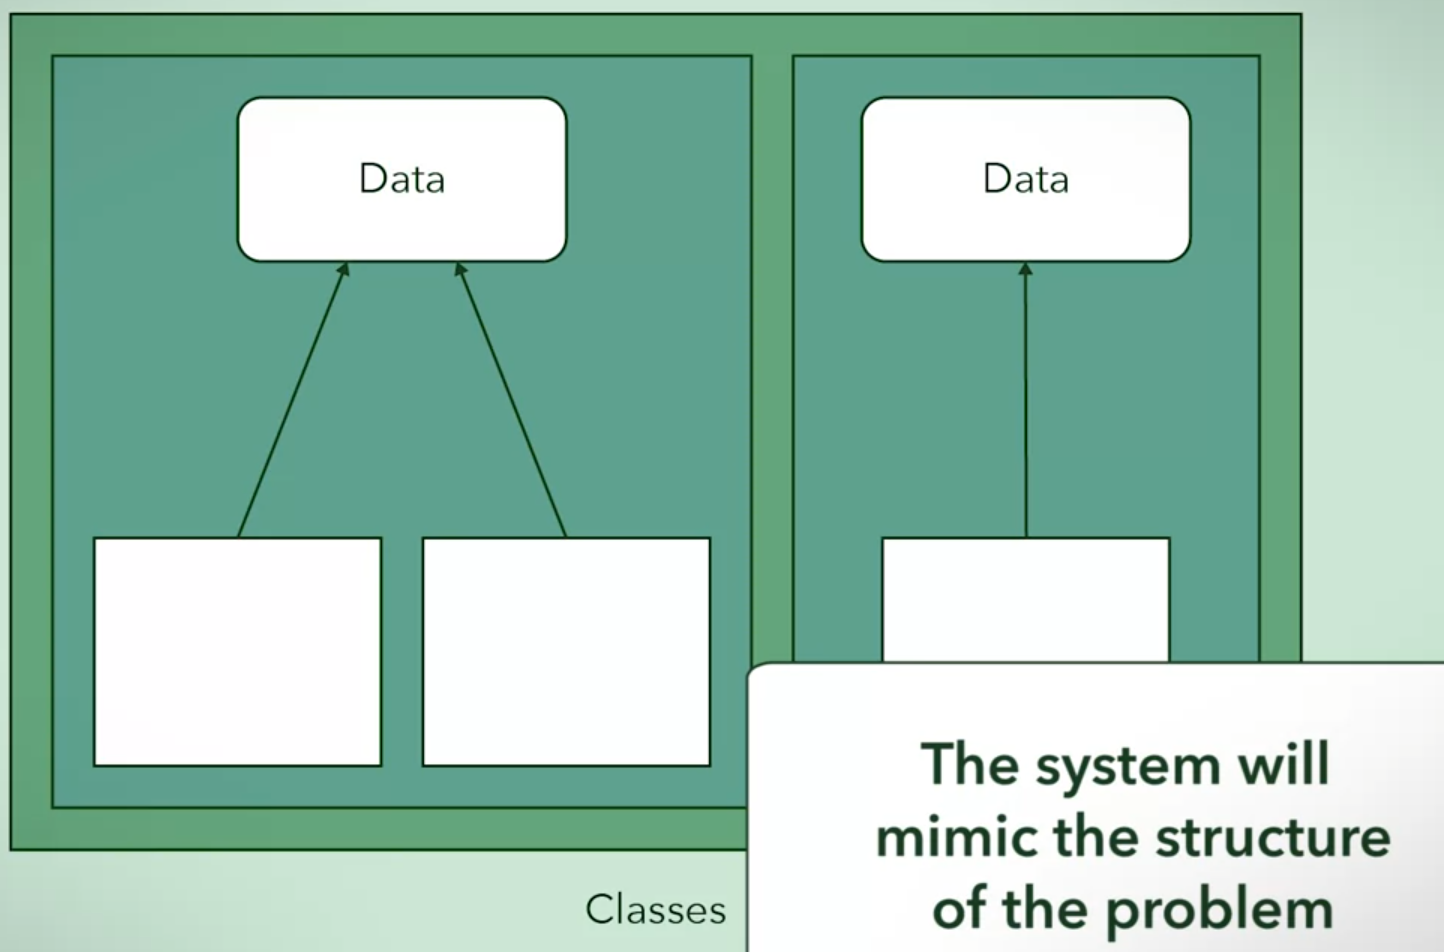 Data
Data
Classes
The system will
mimic the structure
of the problem